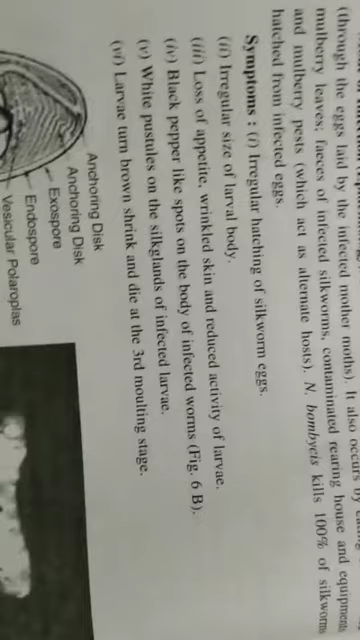 (through the eggs laid by the infected mother moths). It also occurs by
mulberry leaves; faeces of infected silkworms, contaminated rearing house and equipments
and mulberry pests (which act as alternate hosts). N. bombycis kills 100% of silkworms
hatched from infected eggs.
Symptoms : (i) Irregular hatching of silkworm eggs.
(ii) Irregular size of larval body.
(iii) Loss of appetite, wrinkled skin and reduced activity of larvae.
(iv) Black pepper like spots on the body of infected worms (Fig. 6 B).
(v) White pustules on the silkglands of infected larvae.
(vi) Larvae turn brown shrink and die at the 3rd moulting stage.
Anchoring Disk
Anchoring Disk
Exospore
Endospore
Vesicular Polaroplas